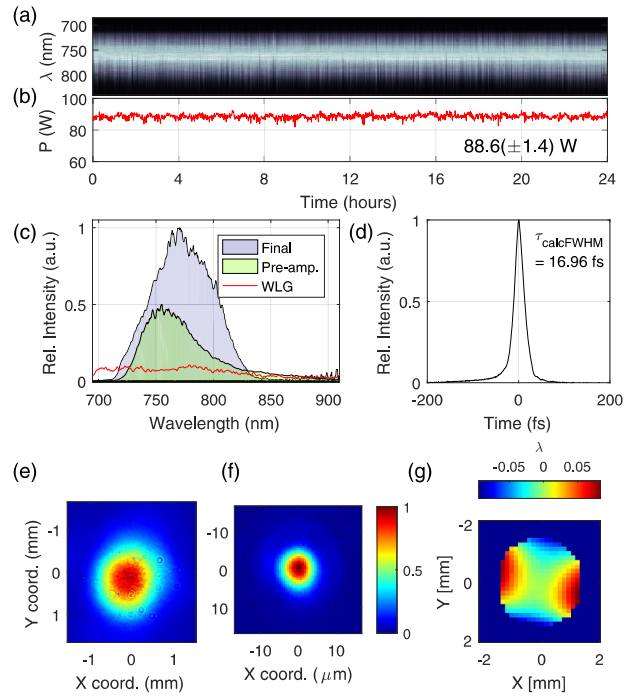 (a)
700
750
800
λ (nm)
(b)
100
80
60
P (W)
88.6(±1.4) W
0 4 8 12 16 20 24
Time (hours)
(c)
1
0.5
0
Rel. Intensity (a.u.)
Final
Pre-amp.
WLG
700 750 800 850 900
Wavelength (nm)
(d)
1
0.5
0
Rel. Intensity (a.u.)
τcalcFWHM
= 16.96 fs
-200 0 200
Time (fs)
(e)
-1
0
1
Y coord. (mm)
-1 0 1
X coord. (mm)
(f)
-10
0
10
-10 0 10
X coord. (μm)
1
0.5
0
(g)
λ
-0.05 0 0.05
-2
0
2
Y [mm]
-2 0 2
X [mm]